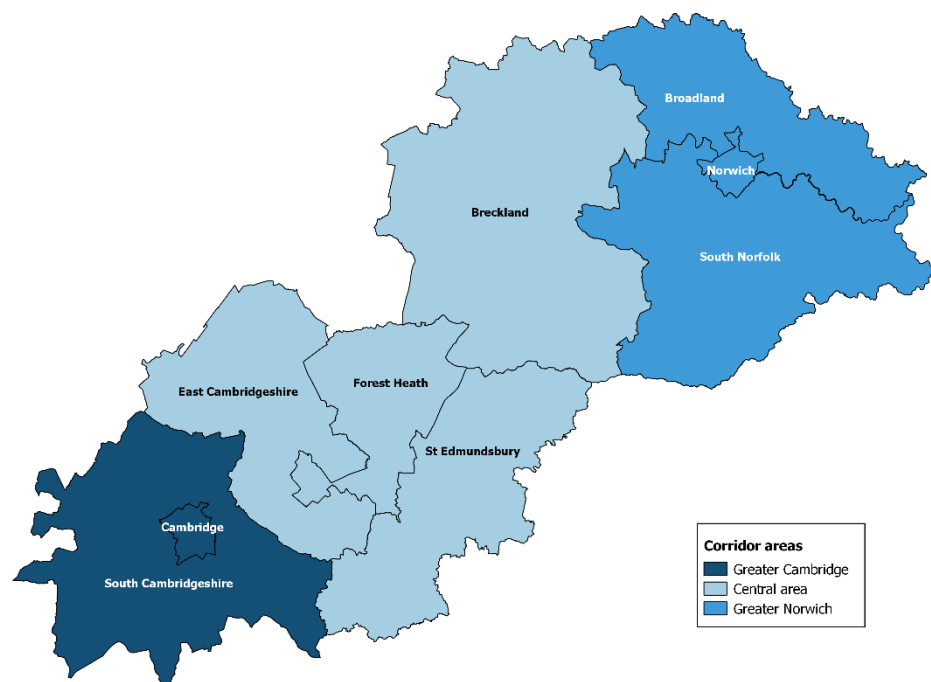 Broadland
Norwich
Breckland
South Norfolk
East Cambridgeshire
Forest Heath
St Edmundsbury
Cambridge
South Cambridgeshire
Corridor areas
Greater Cambridge
Central area
Greater Norwich